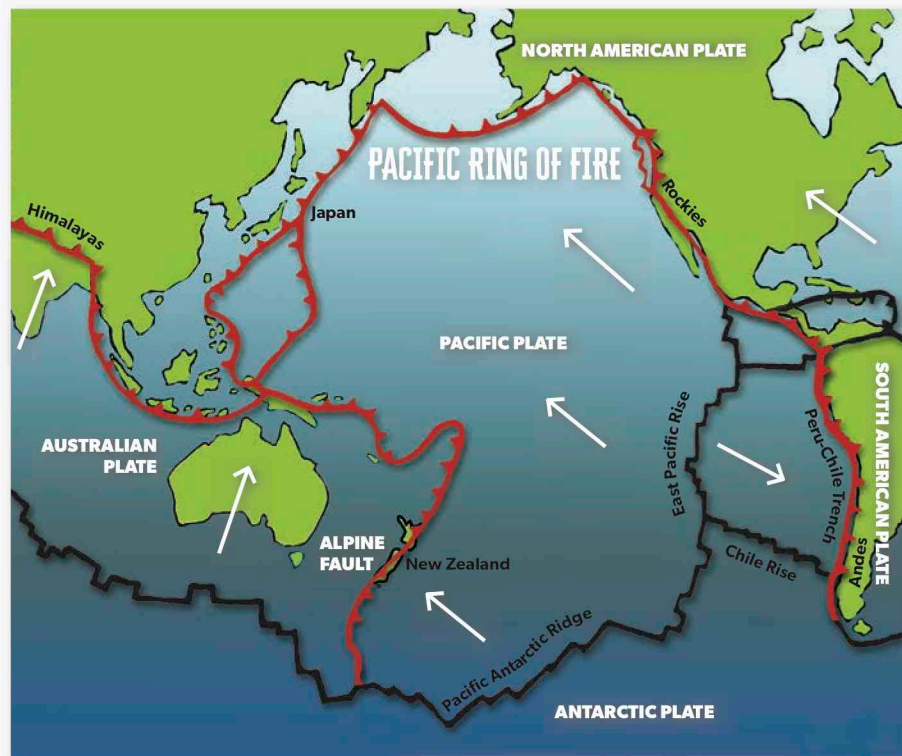 NORTH AMERICAN PLATE
PACIFIC RING OF FIRE
Rockies
Himalayas
Japan
PACIFIC PLATE
SOUTH AMERICAN PLATE
East Pacific Rise
Peru-Chile Trench
AUSTRALIAN
PLATE
ALPINE
FAULT
New Zealand
Chile Rise
Andes
Pacific Antarctic Ridge
ANTARCTIC PLATE